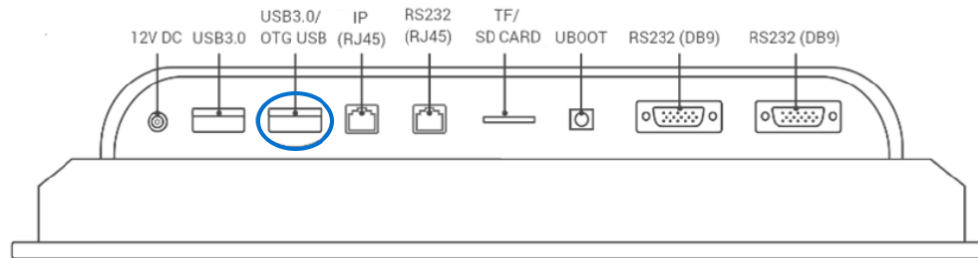 12V DC
USB3.0
USB3.0/
OTG USB
IP
(RJ45)
RS232
(RJ45)
TF/
SD CARD
UBOOT
RS232 (DB9)
RS232 (DB9)